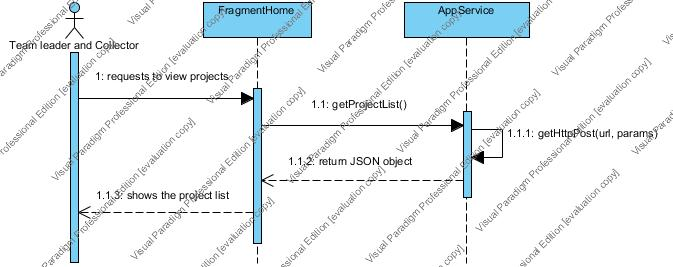 FragmentHome
AppService
Team leader and Collector
1: requests to view projects
1.1: getProjectList()
1.1.1: getHttpPost(url, params)
1.1.2: return JSON object
1.1.3: shows the project list
Visual Paradigm Professional Edition [evaluation copy]